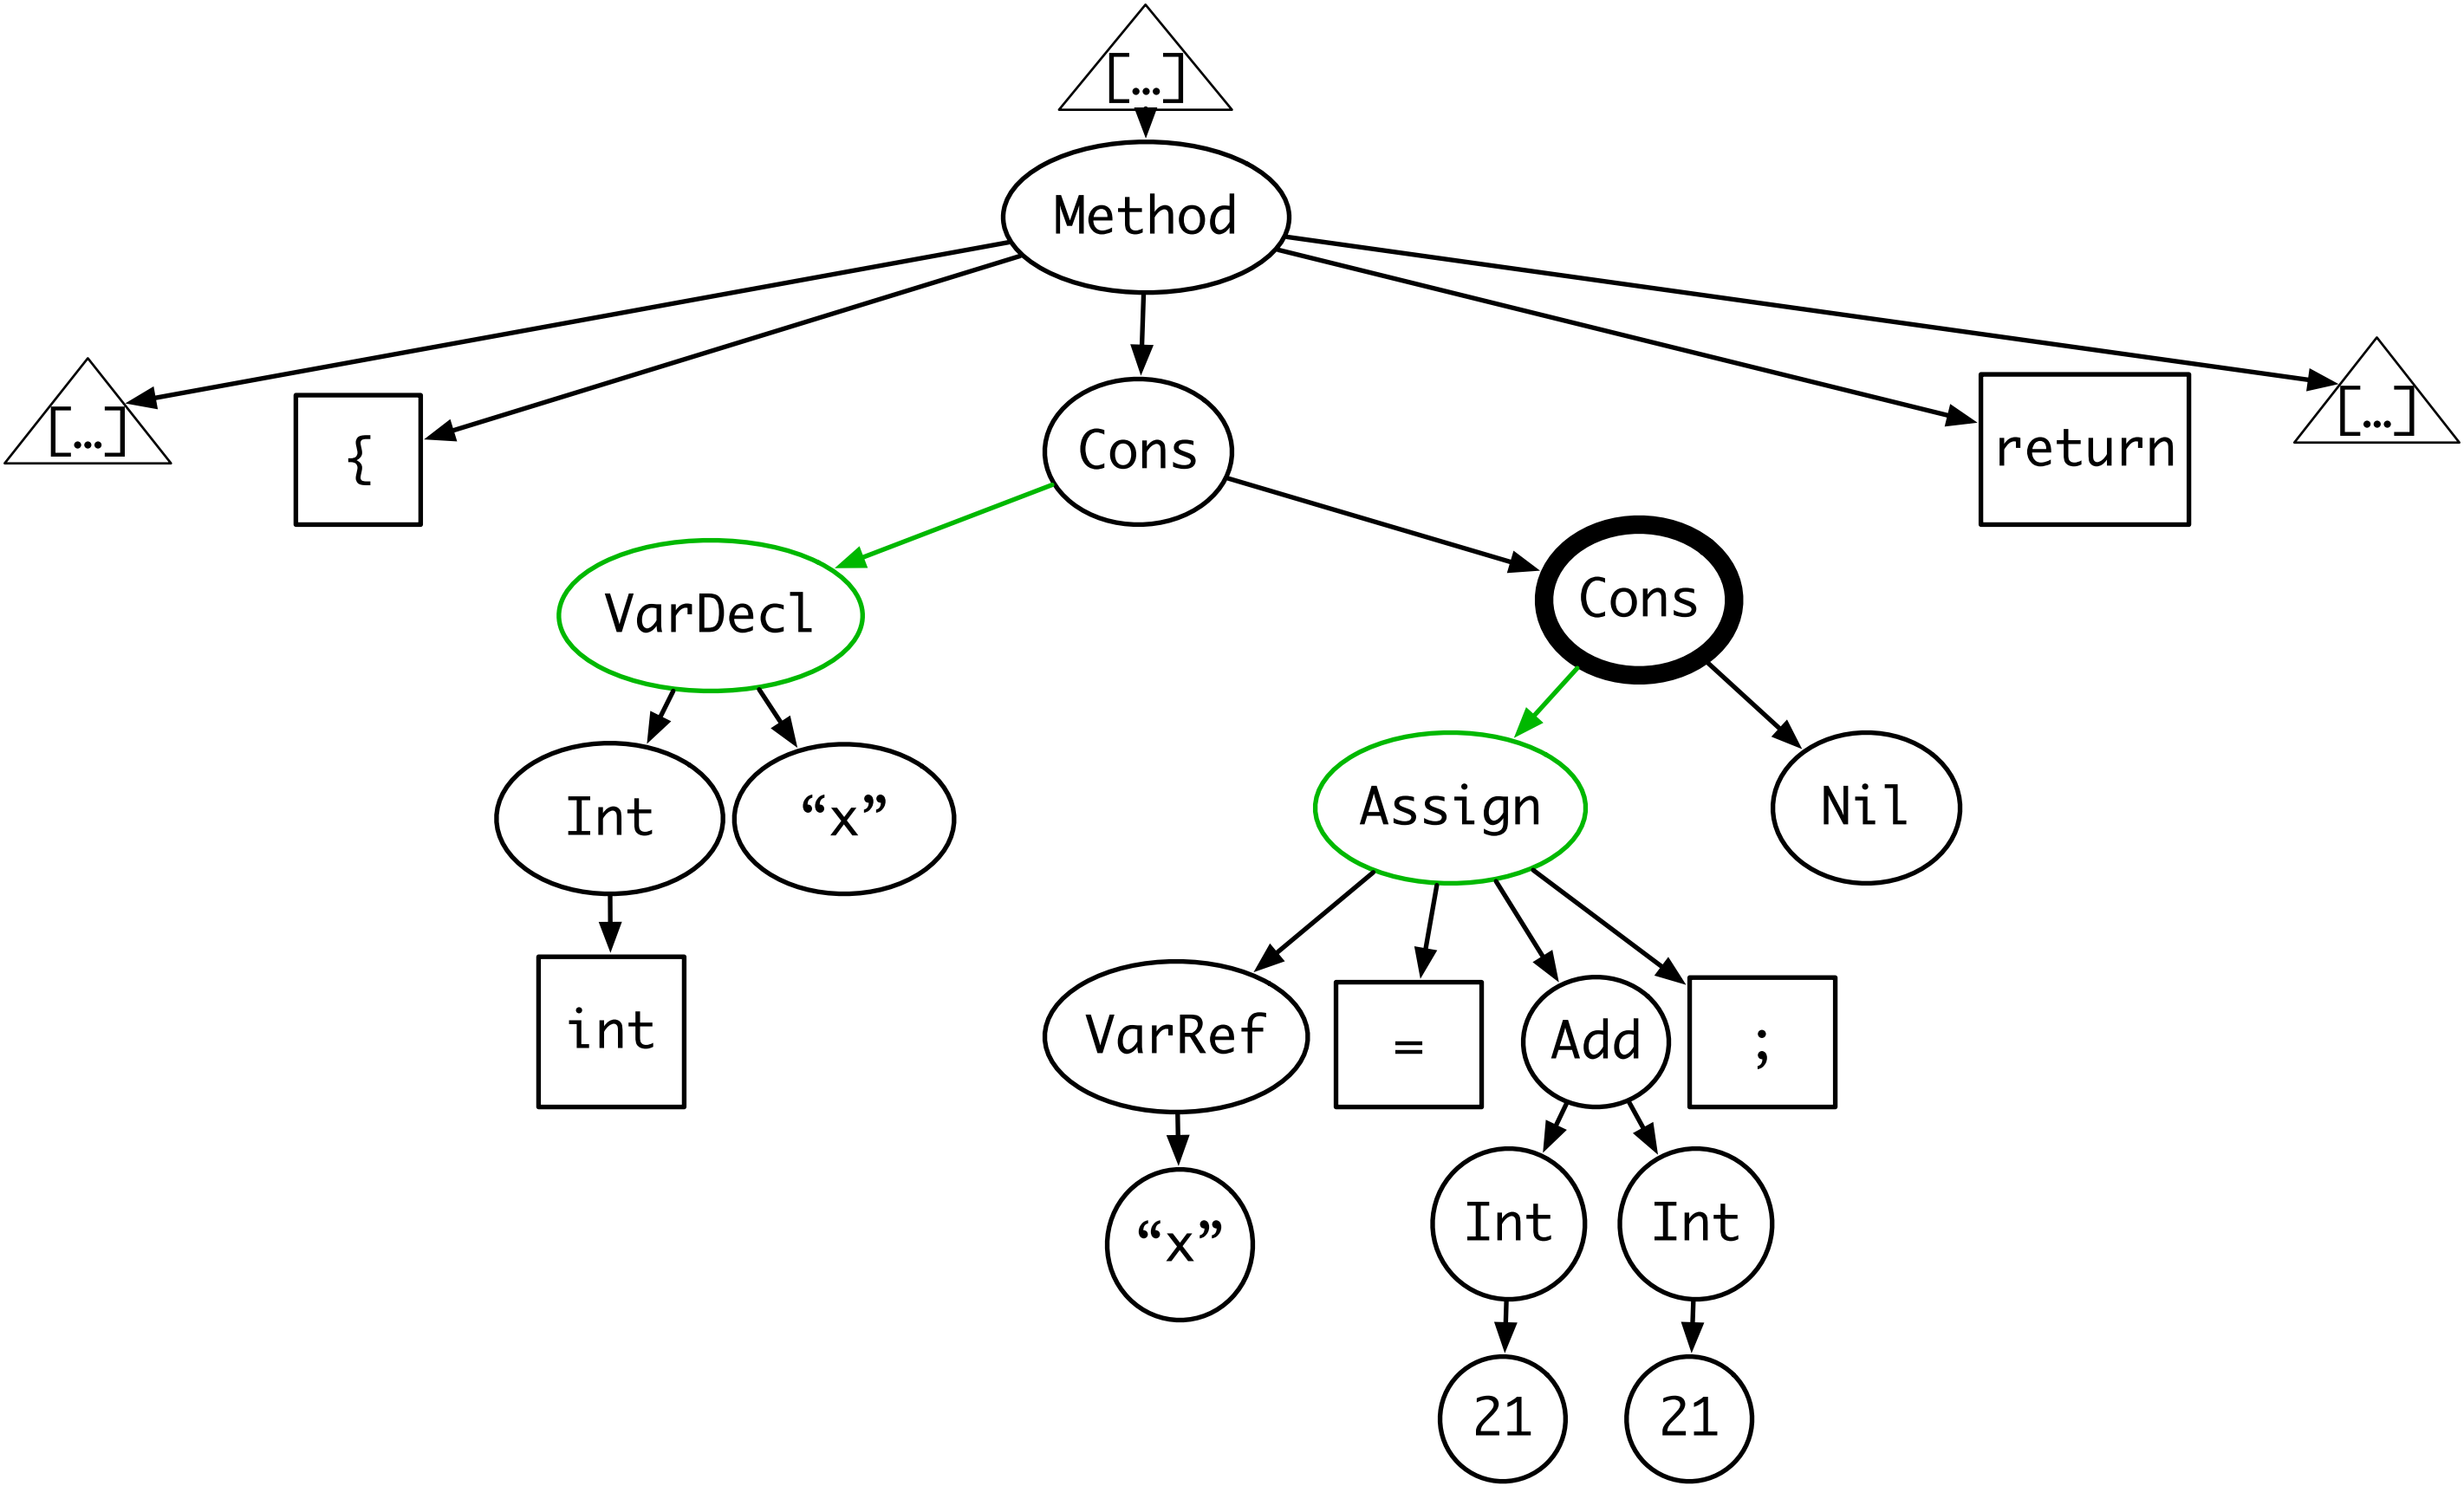 […]
Method
[…]
{
Cons
return
[…]
VarDecl
Cons
Int
“x”
Assign
Nil
int
VarRef
=
Add
;
“x”
Int
Int
21
21